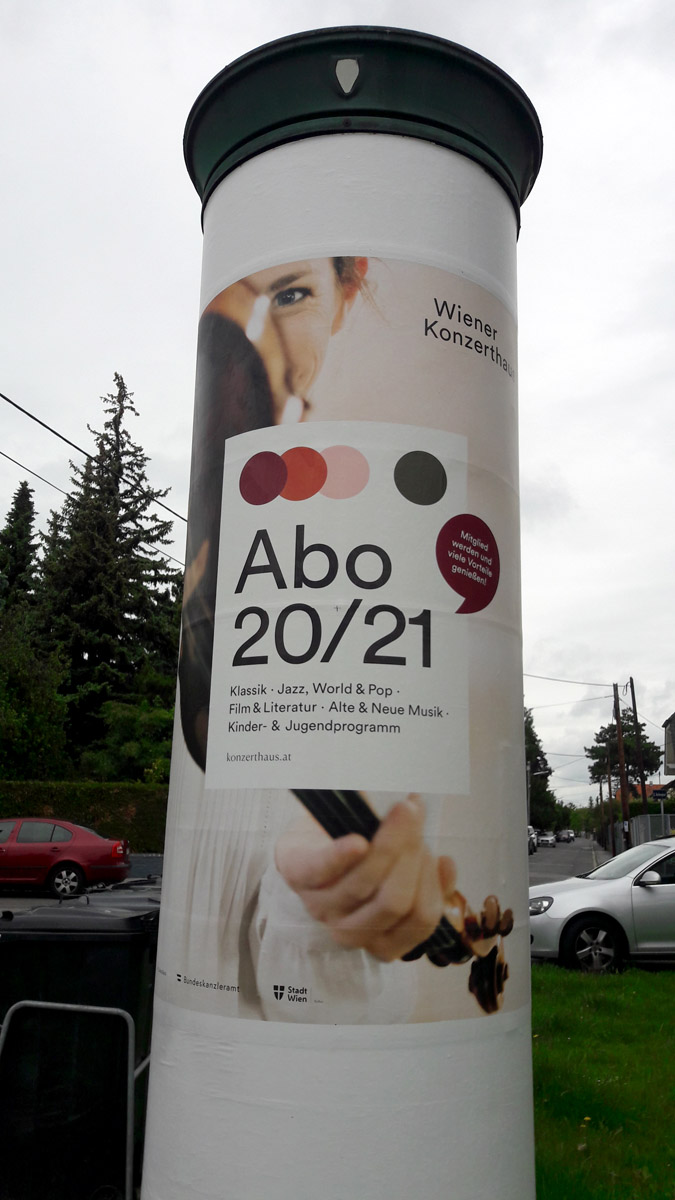 Wiener
Konzerthaus
Abo
20/21
Mitglied
werden und
viele Vorteile
genießen!
Klassik · Jazz, World & Pop ·
Film & Literatur · Alte & Neue Musik ·
Kinder- & Jugendprogramm
konzerthaus.at
Bundeskanzleramt
Stadt
Wien